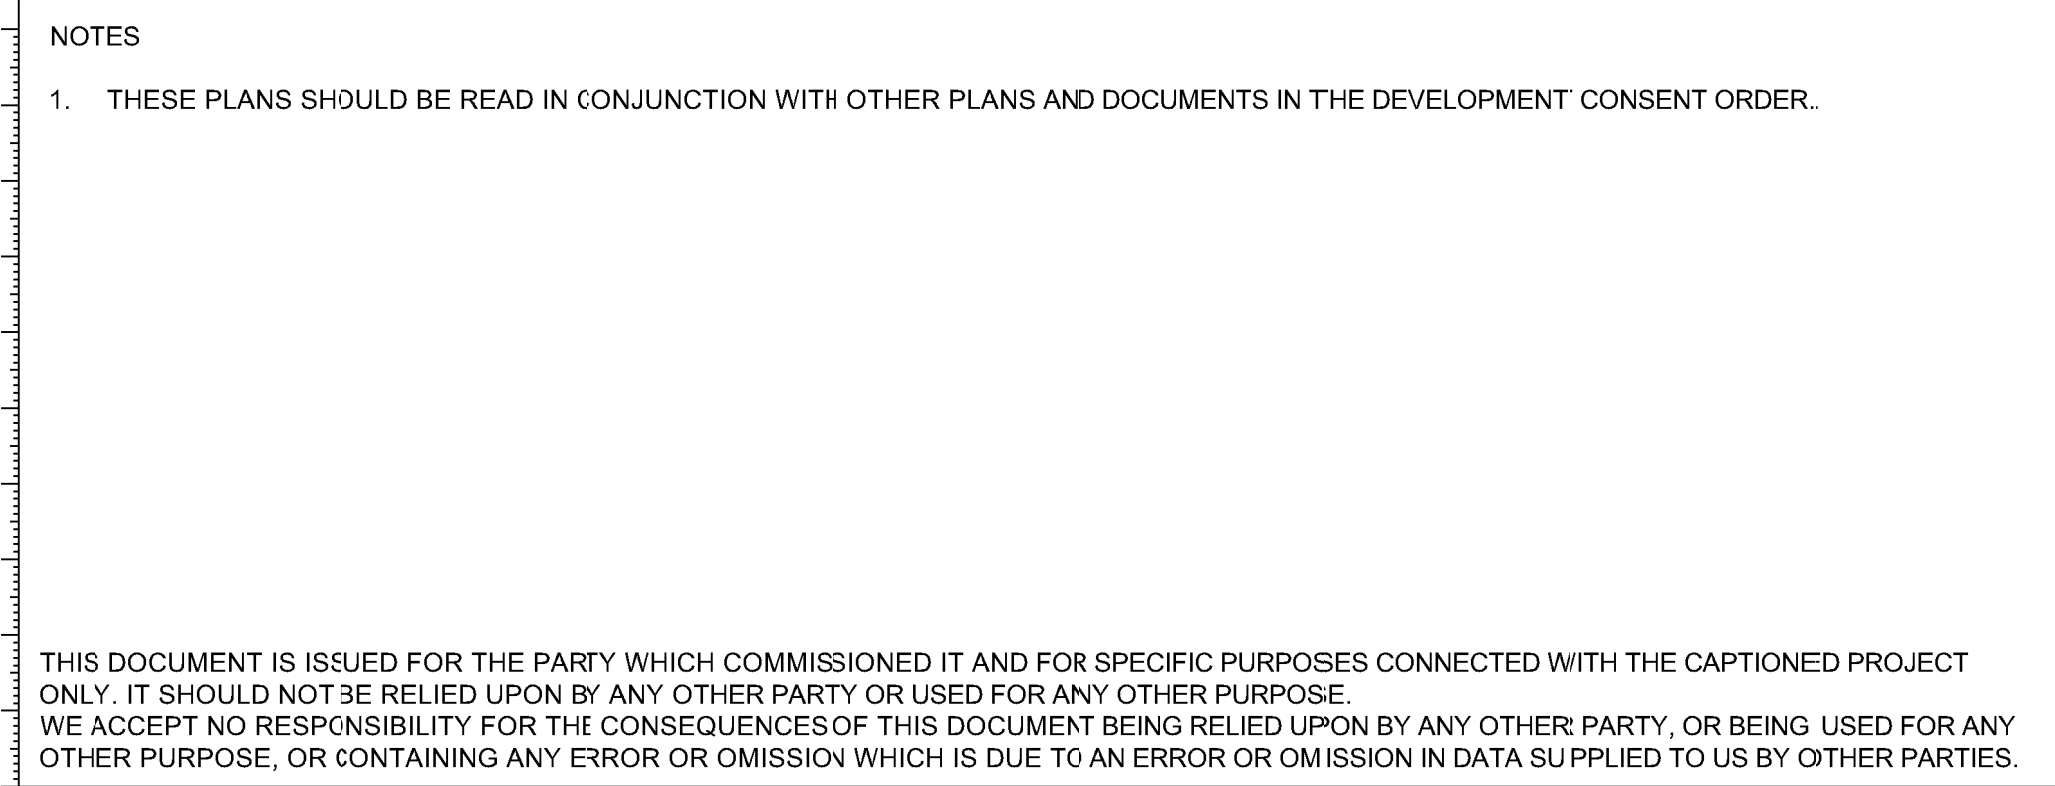 NOTES
1. THESE PLANS SHOULD BE READ IN CONJUNCTION WITH OTHER PLANS AND DOCUMENTS IN THE DEVELOPMENT CONSENT ORDER.
THIS DOCUMENT IS ISSUED FOR THE PARTY WHICH COMMISSIONED IT AND FOR SPECIFIC PURPOSES CONNECTED WITH THE CAPTIONED PROJECT
ONLY. IT SHOULD NOT BE RELIED UPON BY ANY OTHER PARTY OR USED FOR ANY OTHER PURPOSE.
WE ACCEPT NO RESPONSIBILITY FOR THE CONSEQUENCES OF THIS DOCUMENT BEING RELIED UPON BY ANY OTHER PARTY, OR BEING USED FOR ANY
OTHER PURPOSE, OR CONTAINING ANY ERROR OR OMISSION WHICH IS DUE TO AN ERROR OR OMISSION IN DATA SUPPLIED TO US BY OTHER PARTIES.